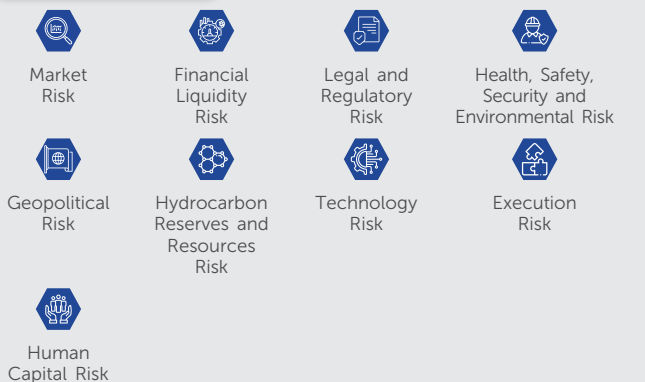 Market
Risk
Financial
Liquidity
Risk
Legal and
Regulatory
Risk
Health, Safety,
Security and
Environmental Risk
Geopolitical
Risk
Hydrocarbon
Reserves and
Resources
Risk
Technology
Risk
Execution
Risk
Human
Capital Risk